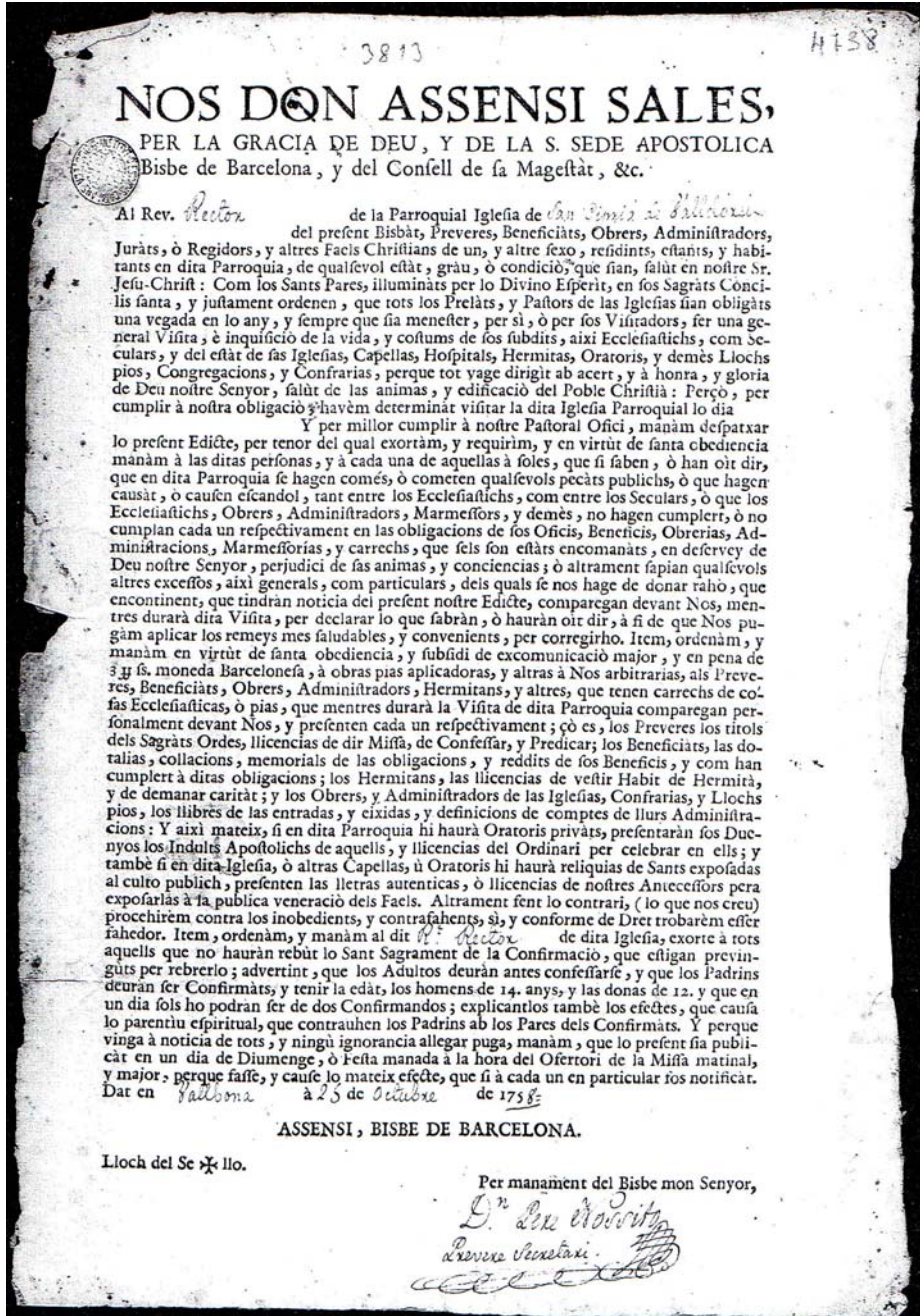 3813
4138
NOS DON ASSENSI SALES,
PER LA GRACIA DE DEU, Y DE LA S. SEDE APOSTOLICA
Bisbe de Barcelona, y del Consell de sa Magestàt, &c.
Al Rev. Rector de la Parroquial Iglesia de
del present Bisbàt, Preveres, Beneficiàts, Obrers, Administradors,
Juràts, ò Regidors, y altres Faels Christians de un, y altre sexo, residints, estants, y habi-
tants en dita Parroquia, de qualsevol estàt, gràu, ò condiciò, que sian, salùt en nostre Sr.
Jesu-Christ: Com los Sants Pares, illuminàts per lo Divino Esperit, en sos Sagràts Conci-
lis santa, y justament ordenen, que tots los Prelàts, y Pastors de las Iglesias sian obligàts
una vegada en lo any, y sempre que sia menester, per sì, ò per sos Visitadors, fer una ge-
neral Visita, è inquisiciò de la vida, y costums de sos subdits, aixi Ecclesiastichs, com Se-
culars, y del estàt de sas Iglesias, Capellas, Hospitals, Hermitas, Oratoris, y demès Llochs
pios, Congregacions, y Confrarias, perque tot vage dirigìt ab acert, y à honra, y gloria
de Deu nostre Senyor, salùt de las animas, y edificaciò del Poble Christià: Perçò, per
cumplir à nostra obligaciò havèm determinàt visitar la dita Iglesia Parroquial lo dia
Y per millor cumplir à nostre Pastoral Ofici, manàm despatxar
lo present Edicte, per tenor del qual exortàm, y requirìm, y en virtùt de santa obediencia
manàm à las ditas personas, y à cada una de aquellas à soles, que si saben, ò han oìt dir,
que en dita Parroquia se hagen comés, ò cometen qualsevols pecàts publichs, ò que hagen
causàt, ò causen escandol, tant entre los Ecclesiastichs, com entre los Seculars, ò que los
Ecclesiastichs, Obrers, Administradors, Marmessors, y demès, no hagen cumplert, ò no
cumplan cada un respectivament en las obligacions de sos Oficis, Beneficis, Obrerias, Ad-
ministracions, Marmessorías, y carrechs, que sels son estàts encomanàts, en deservey de
Deu nostre Senyor, perjudici de sas animas, y conciencias; ò altrament sapian qualsevols
altres excessos, aixì generals, com particulars, dels quals se nos hage de donar rahò, que
encontinent, que tindràn noticia del present nostre Edicte, comparegan devant Nos, men-
tres durarà dita Visita, per declarar lo que sabràn, ò hauràn oìt dir, à fi de que Nos pu-
gàm aplicar los remeys mes saludables, y convenients, per corregirho. Item, ordenàm, y
manàm en virtùt de santa obediencia, y subsidi de excomunicaciò major, y en pena de
3 ss. moneda Barcelonesa, à obras pias aplicadoras, y altras à Nos arbitrarias, als Preve-
res, Beneficiàts, Obrers, Administradors, Hermitans, y altres, que tenen carrechs de co-
sas Ecclesiasticas, ò pias, que mentres durarà la Visita de dita Parroquia comparegan per-
sonalment devant Nos, y presenten cada un respectivament; çò es, los Preveres los titols
dels Sagràts Ordes, llicencias de dir Missa, de Confessar, y Predicar; los Beneficiàts, las do-
talias, collacions, memorials de las obligacions, y reddits de sos Beneficis, y com han
cumplert à ditas obligacions; los Hermitans, las llicencias de vestir Habit de Hermità,
y de demanar caritàt; y los Obrers, y Administradors de las Iglesias, Confrarias, y Llochs
pios, los llibres de las entradas, y eixidas, y definicions de comptes de llurs Administra-
cions: Y aixì mateix, si en dita Parroquia hi haurà Oratoris privàts, presentaràn sos Due-
nyos los Indults Apostolichs de aquells, y llicencias del Ordinari per celebrar en ells; y
tambè si en dita Iglesia, ò altras Capellas, ù Oratoris hi haurà reliquias de Sants exposadas
al culto publich, presenten las lletras autenticas, ò llicencias de nostres Antecessors pera
exposarlas à la publica veneraciò dels Faels. Altrament fent lo contrari, (lo que nos creu)
procehirèm contra los inobedients, y contrafahents, sì, y conforme de Dret trobarèm esser
fahedor. Item, ordenàm, y manàm al dit Rt. Rector de dita Iglesia, exorte à tots
aquells que no hauràn rebùt lo Sant Sagrament de la Confirmaciò, que estigan previn-
gùts per rebrerlo; advertint, que los Adultos deuràn antes confessarse, y que los Padrins
deuràn ser Confirmàts, y tenir la edàt, los homens de 14. anys, y las donas de 12. y que en
un dia sols ho podràn ser de dos Confirmandos; explicantlos tambè los efectes, que causa
lo parentìu espiritual, que contrauhen los Padrins ab los Pares dels Confirmàts. Y perque
vinga à noticia de tots, y ningù ignorancia allegar puga, manàm, que lo present sia publi-
càt en un dia de Diumenge, ò Festa manada à la hora del Ofertori de la Missa matinal,
y major, perque fasse, y cause lo mateix efecte, que si à cada un en particular fos notificàt.
Dat en Vallbona à 25 de Octubre de 1758
ASSENSI, BISBE DE BARCELONA.
Lloch del Se ✠ llo.
Per manament del Bisbe mon Senyor,
Dn. Pere
Prevere Secretari.